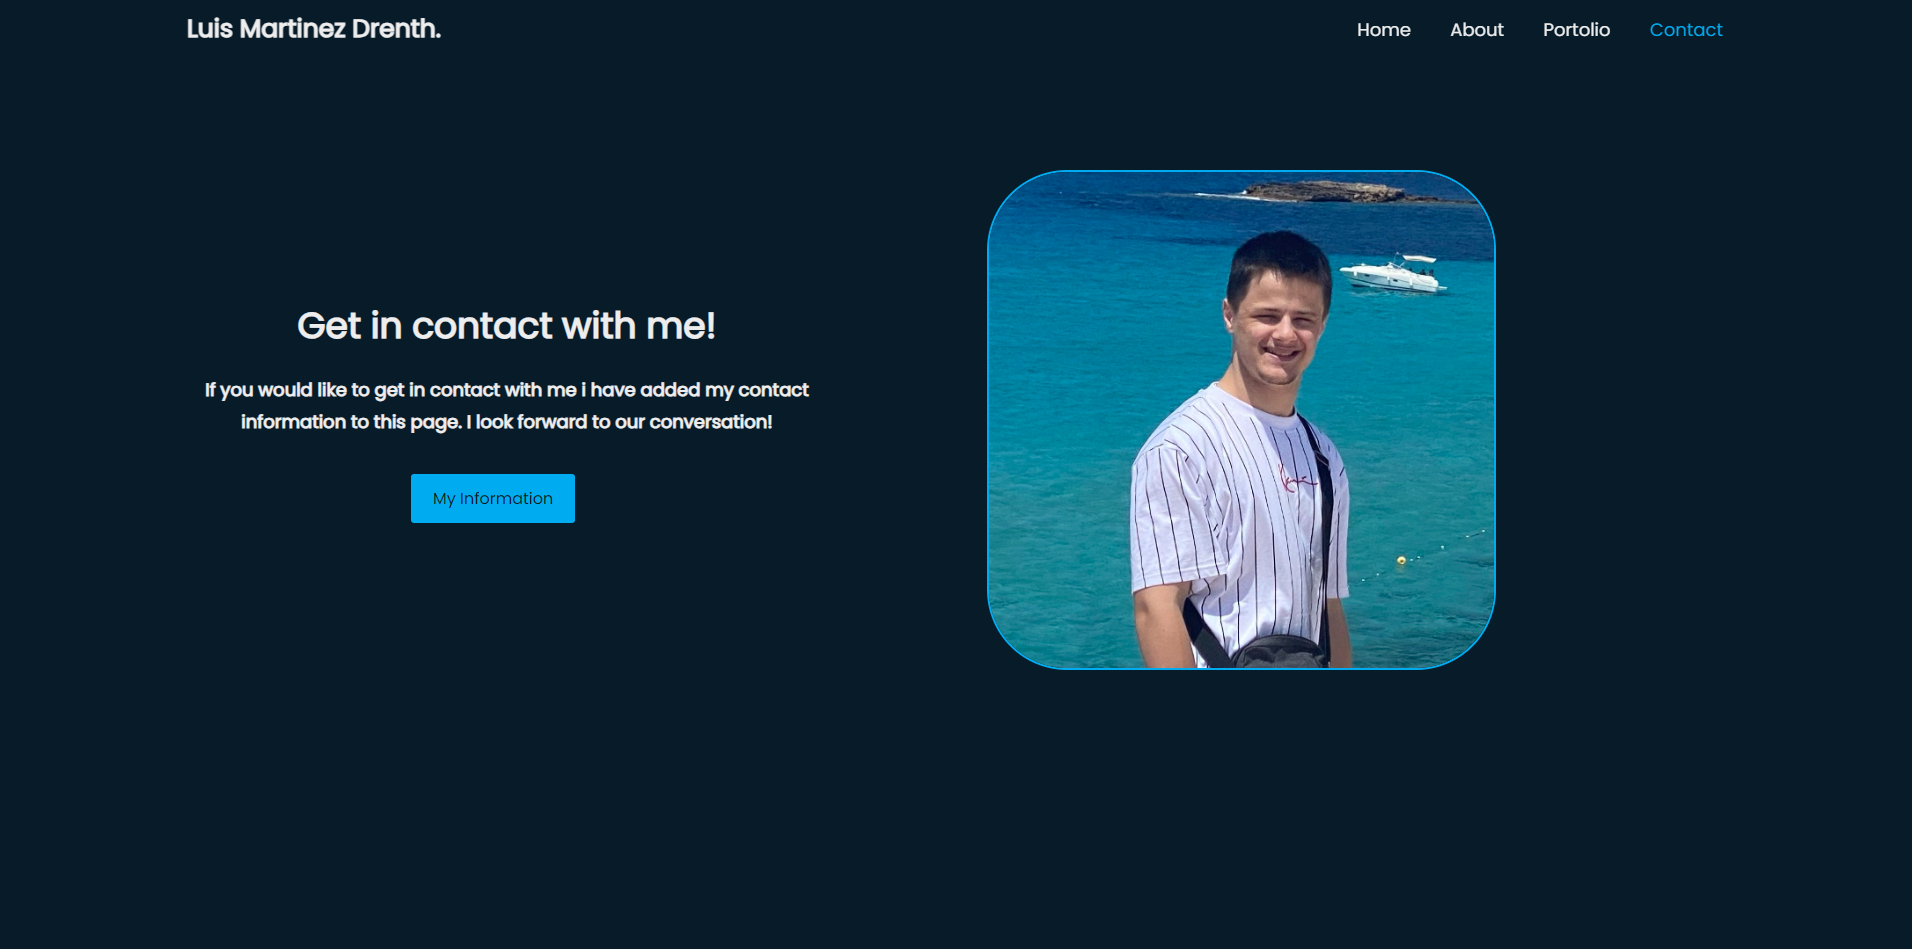 Luis Martinez Drenth.
Home About Portolio Contact
Get in contact with me!
If you would like to get in contact with me i have added my contact
information to this page. I look forward to our conversation!
My Information